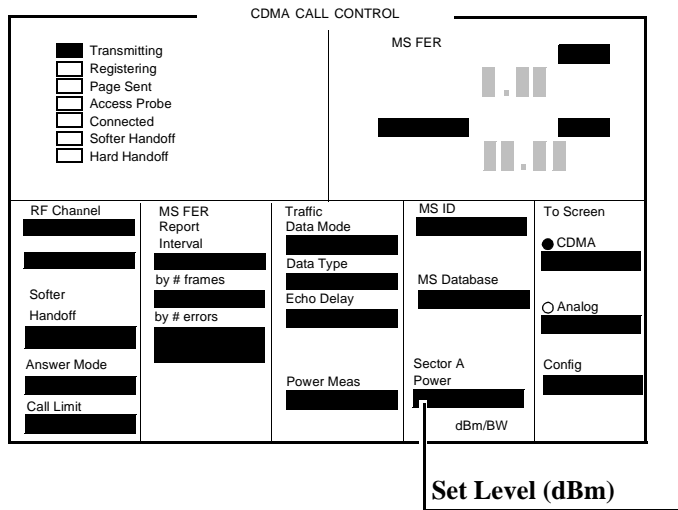 CDMA CALL CONTROL
Transmitting
Registering
Page Sent
Access Probe
Connected
Softer Handoff
Hard Handoff
MS FER
RF Channel
Softer
Handoff
Answer Mode
Call Limit
MS FER
Report
Interval
by # frames
by # errors
Traffic
Data Mode
Data Type
Echo Delay
Power Meas
MS ID
MS Database
Sector A
Power
dBm/BW
To Screen
CDMA
Analog
Config
Set Level (dBm)